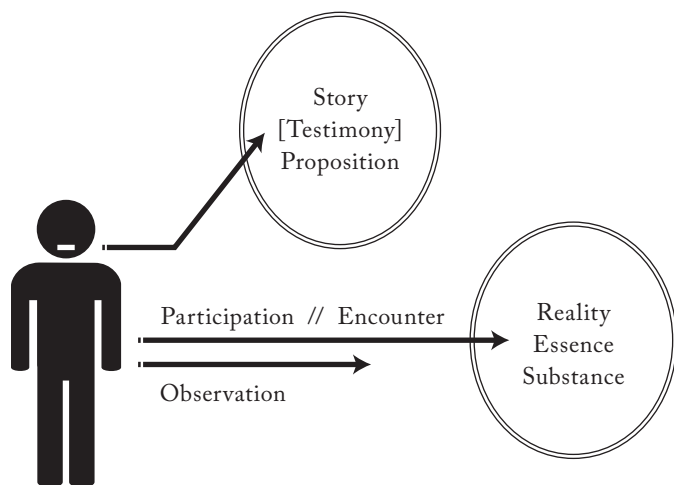 Story
[Testimony]
Proposition
Participation // Encounter
Observation
Reality
Essence
Substance